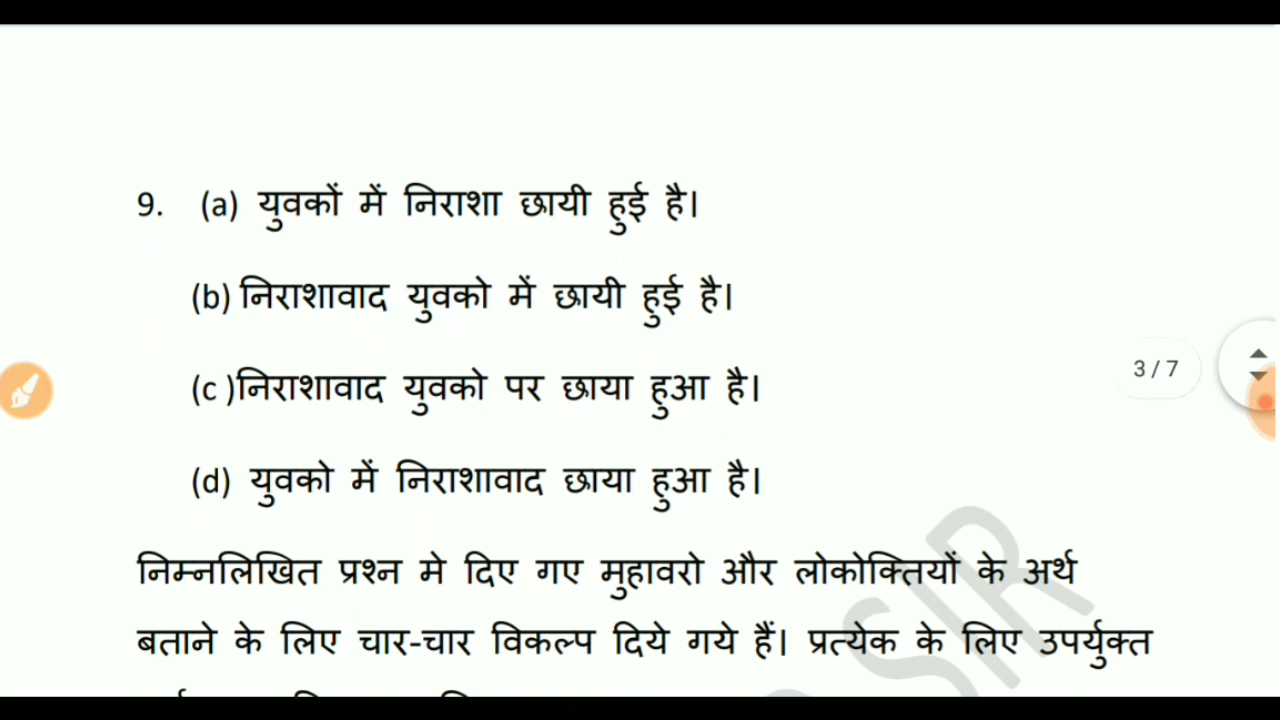 9. (a) युवकों में निराशा छायी हुई है।
(b) निराशावाद युवको में छायी हुई है।
(c )निराशावाद युवको पर छाया हुआ है।
3 / 7
(d) युवको में निराशावाद छाया हुआ है।
निम्नलिखित प्रश्न मे दिए गए मुहावरो और लोकोक्तियों के अर्थ
बताने के लिए चार-चार विकल्प दिये गये हैं। प्रत्येक के लिए उपर्युक्त
SIR